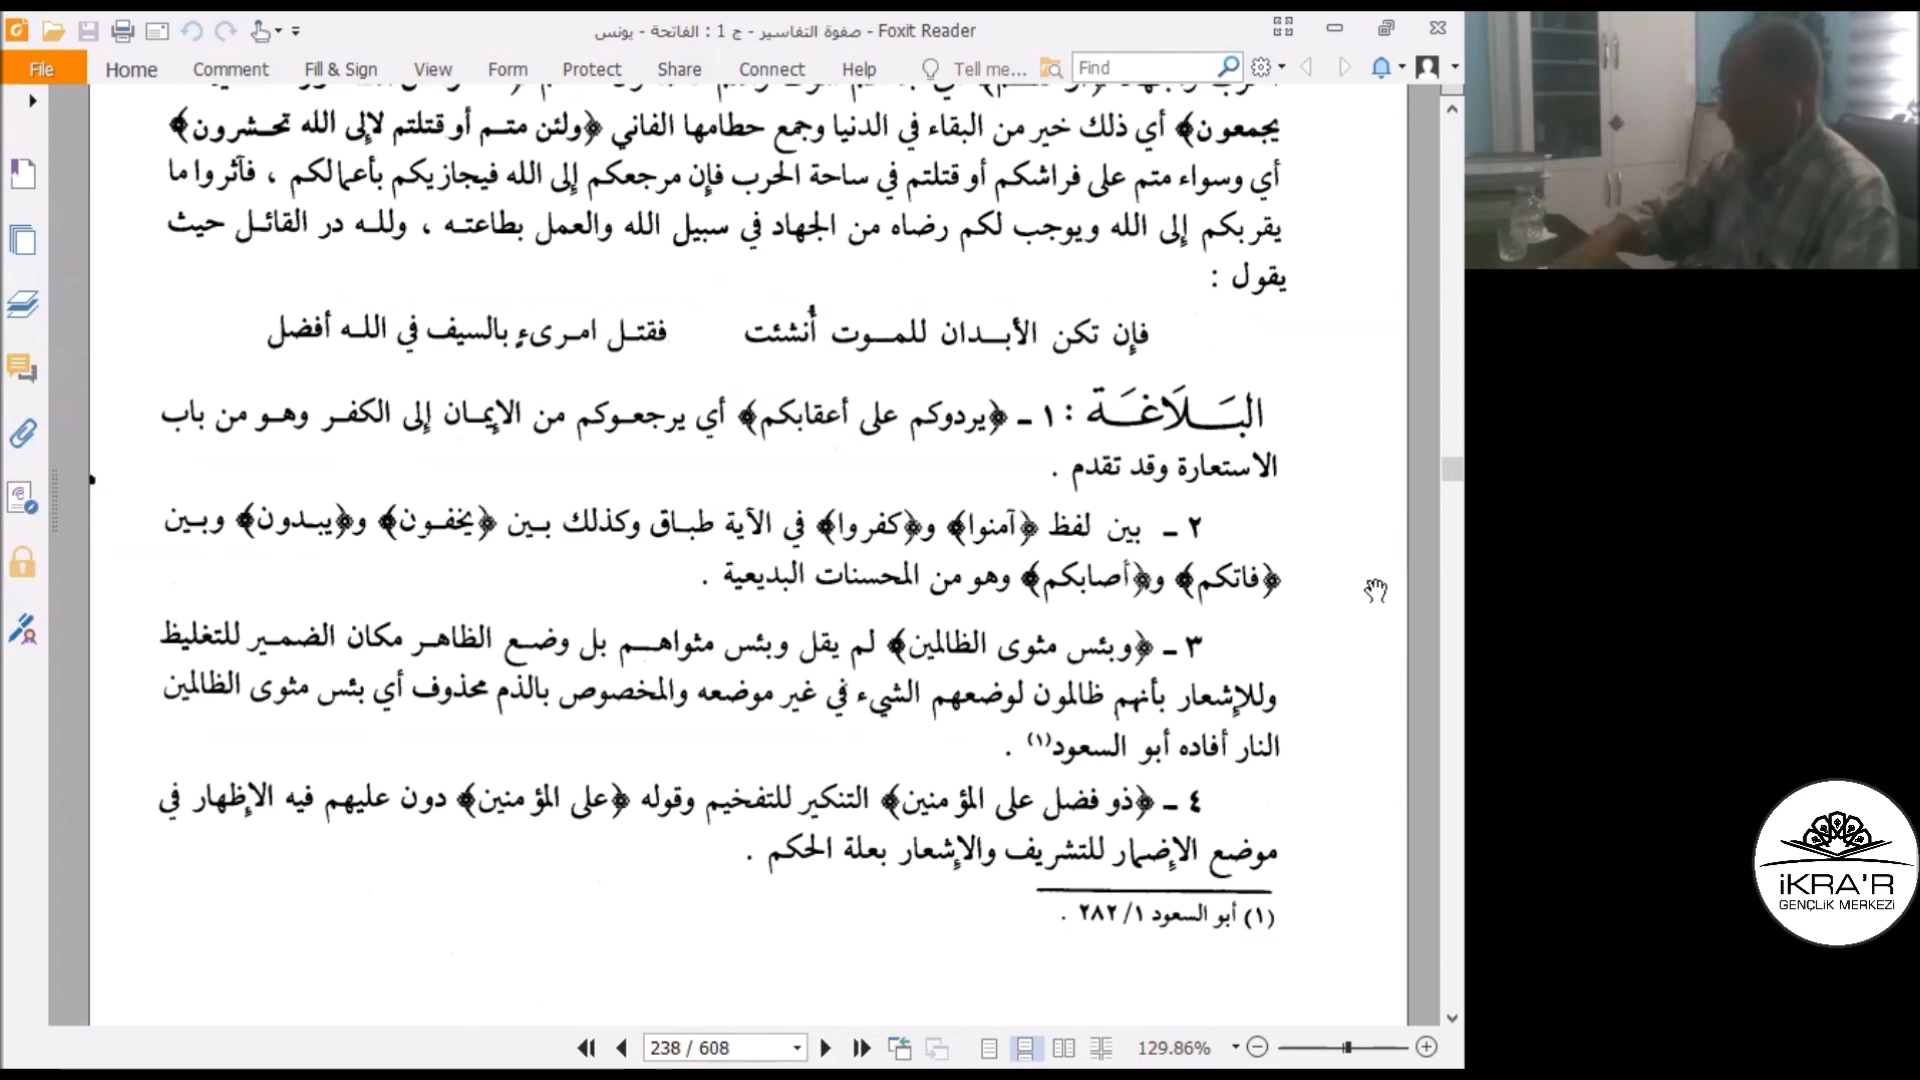 صفوة التفاسير - ج 1 : الفاتحة - يونس - Foxit Reader
File Home Comment Fill & Sign View Form Protect Share Connect Help Tell me... Find
يجمعون﴾ أي ذلك خير من البقاء في الدنيا وجمع حطامها الفاني ﴿ولئن متم أو قتلتم لإلى الله تحشرون﴾
أي وسواء متم على فراشكم أو قتلتم في ساحة الحرب فإن مرجعكم إلى الله فيجازيكم بأعمالكم ، فآثروا ما
يقربكم إلى الله ويوجب لكم رضاه من الجهاد في سبيل الله والعمل بطاعته ، ولله در القائل حيث
يقول :
فإن تكن الأبدان للموت أُنشئت فقتل امرىءٍ بالسيف في الله أفضل
البَلَاغَة : ١ - ﴿يردوكم على أعقابكم﴾ أي يرجعوكم من الإيمان إلى الكفر وهو من باب
الاستعارة وقد تقدم .
٢ - بين لفظ ﴿آمنوا﴾ و﴿كفروا﴾ في الآية طباق وكذلك بين ﴿يخفون﴾ و﴿يبدون﴾ وبين
﴿فاتكم﴾ و﴿أصابكم﴾ وهو من المحسنات البديعية .
٣ - ﴿وبئس مثوى الظالمين﴾ لم يقل وبئس مثواهم بل وضع الظاهر مكان الضمير للتغليظ
وللإشعار بأنهم ظالمون لوضعهم الشيء في غير موضعه والمخصوص بالذم محذوف أي بئس مثوى الظالمين
النار أفاده أبو السعود(١) .
٤ - ﴿ذو فضل على المؤمنين﴾ التنكير للتفخيم وقوله ﴿على المؤمنين﴾ دون عليهم فيه الإظهار في
موضع الإضمار للتشريف والإشعار بعلة الحكم .
(١) أبو السعود ١/ ٢٨٢ .
238 / 608 129.86%
iKRA'R
GENÇLiK MERKEZi